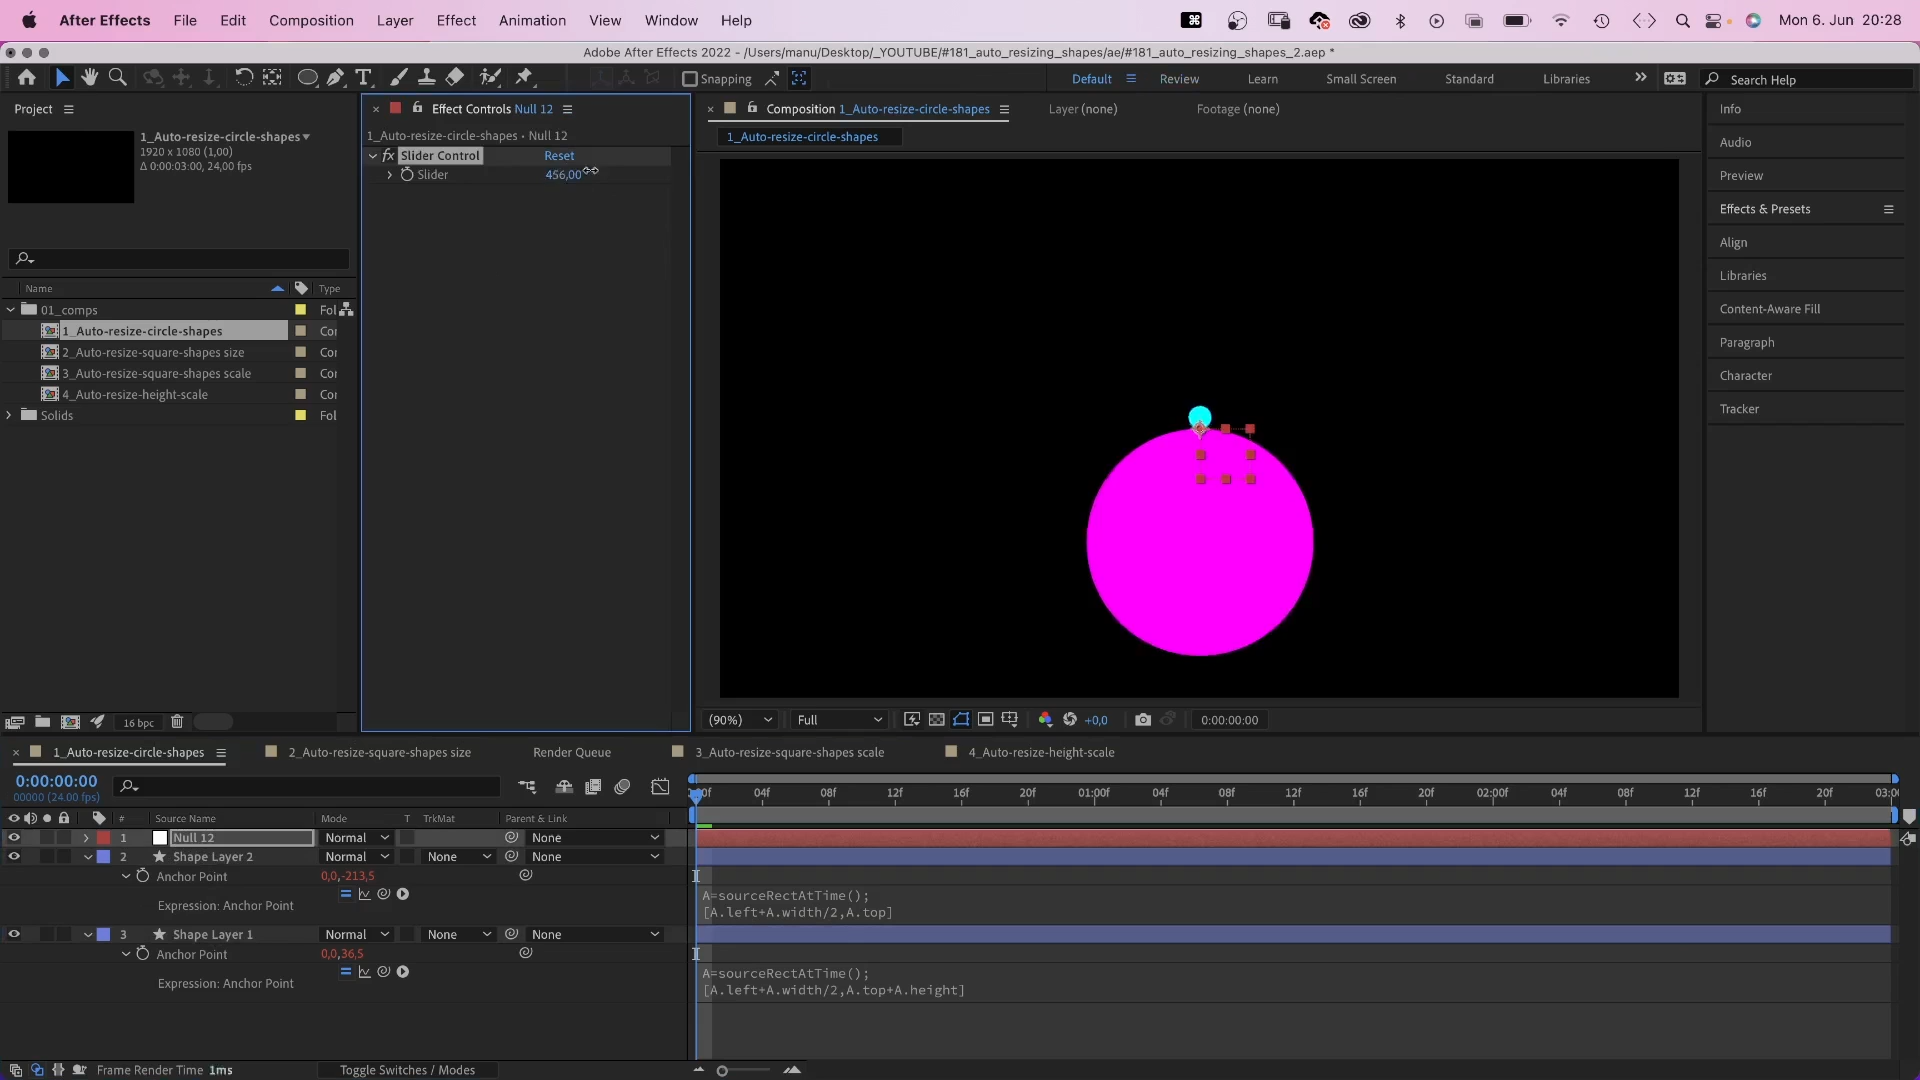 After Effects File Edit Composition Layer Effect Animation View Window Help Mon 6. Jun 20:28
Adobe After Effects 2022 - /Users/manu/Desktop/_YOUTUBE/#181_auto_resizing_shapes/ae/#181_auto_resizing_shapes_2.aep *
Snapping Default Review Learn Small Screen Standard Libraries Search Help
Project
1_Auto-resize-circle-shapes
1920 x 1080 (1,00)
Δ 0:00:03:00, 24,00 fps
Name Type
01_comps Fol
1_Auto-resize-circle-shapes Cor
2_Auto-resize-square-shapes size Cor
3_Auto-resize-square-shapes scale Cor
4_Auto-resize-height-scale Cor
Solids Fol
16 bpc
Effect Controls Null 12
1_Auto-resize-circle-shapes • Null 12
fx Slider Control Reset
Slider 456,00
Composition 1_Auto-resize-circle-shapes Layer (none) Footage (none)
1_Auto-resize-circle-shapes
(90%) Full +0,0 0:00:00:00
Info
Audio
Preview
Effects & Presets
Align
Libraries
Content-Aware Fill
Paragraph
Character
Tracker
1_Auto-resize-circle-shapes 2_Auto-resize-square-shapes size Render Queue 3_Auto-resize-square-shapes scale 4_Auto-resize-height-scale
0:00:00:00
00000 (24.00 fps)
04f 08f 12f 16f 20f 01:00f 04f 08f 12f 16f 20f 02:00f 04f 08f 12f 16f 20f 03:0
# Source Name Mode T TrkMat Parent & Link
1 Null 12 Normal None
2 Shape Layer 2 Normal None None
Anchor Point 0,0,-213,5
Expression: Anchor Point
A=sourceRectAtTime();
[A.left+A.width/2,A.top]
3 Shape Layer 1 Normal None None
Anchor Point 0,0,36,5
Expression: Anchor Point
A=sourceRectAtTime();
[A.left+A.width/2,A.top+A.height]
Frame Render Time 1ms Toggle Switches / Modes